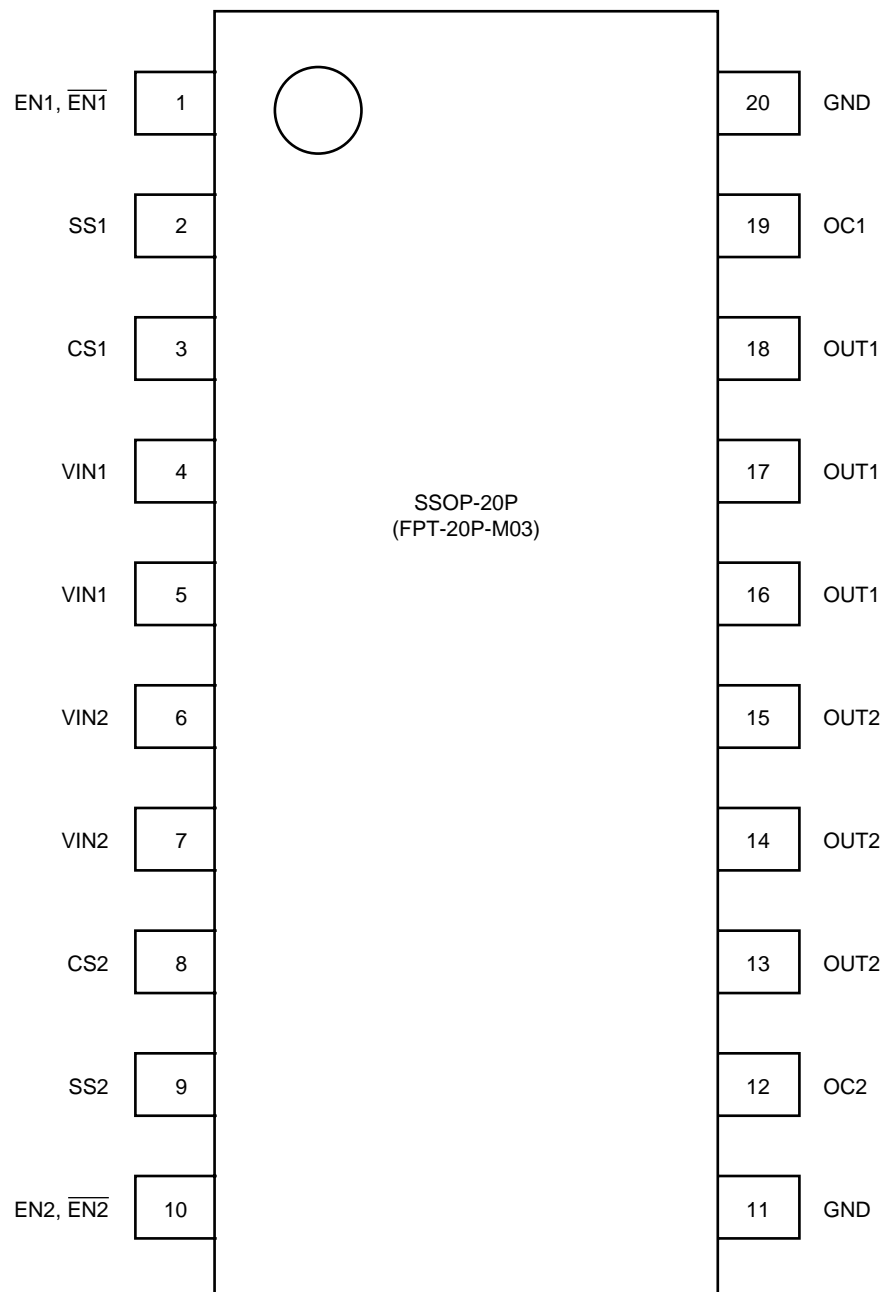 EN1, EN1 1 20 GND
SS1 2 19 OC1
CS1 3 18 OUT1
VIN1 4 17 OUT1
SSOP-20P
(FPT-20P-M03)
VIN1 5 16 OUT1
VIN2 6 15 OUT2
VIN2 7 14 OUT2
CS2 8 13 OUT2
SS2 9 12 OC2
EN2, EN2 10 11 GND